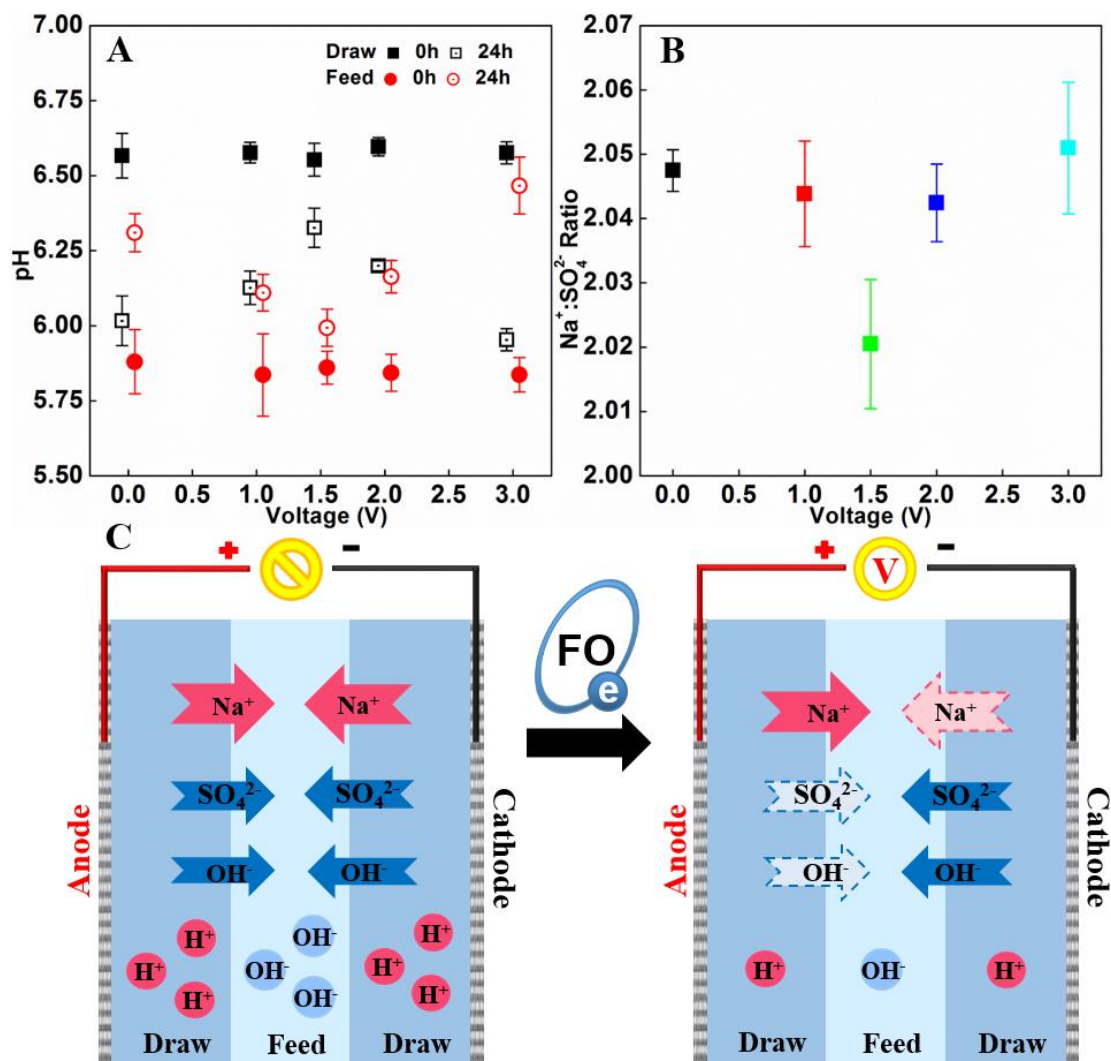 A
Draw ■ 0h ⊡ 24h
Feed ● 0h ⊙ 24h
7.00
6.75
6.50
6.25
6.00
5.75
5.50
pH
0.0 0.5 1.0 1.5 2.0 2.5 3.0
Voltage (V)
B
2.07
2.06
2.05
2.04
2.03
2.02
2.01
2.00
Na⁺:SO₄²⁻ Ratio
0.0 0.5 1.0 1.5 2.0 2.5 3.0
Voltage (V)
C
+ −
Anode
Cathode
Na⁺ Na⁺
SO₄²⁻ SO₄²⁻
OH⁻ OH⁻
H⁺ H⁺ H⁺
OH⁻ OH⁻ OH⁻
H⁺ H⁺ H⁺
Draw Feed Draw
FO
e
+ V −
Anode
Cathode
Na⁺ Na⁺
SO₄²⁻ SO₄²⁻
OH⁻ OH⁻
H⁺ OH⁻ H⁺
Draw Feed Draw